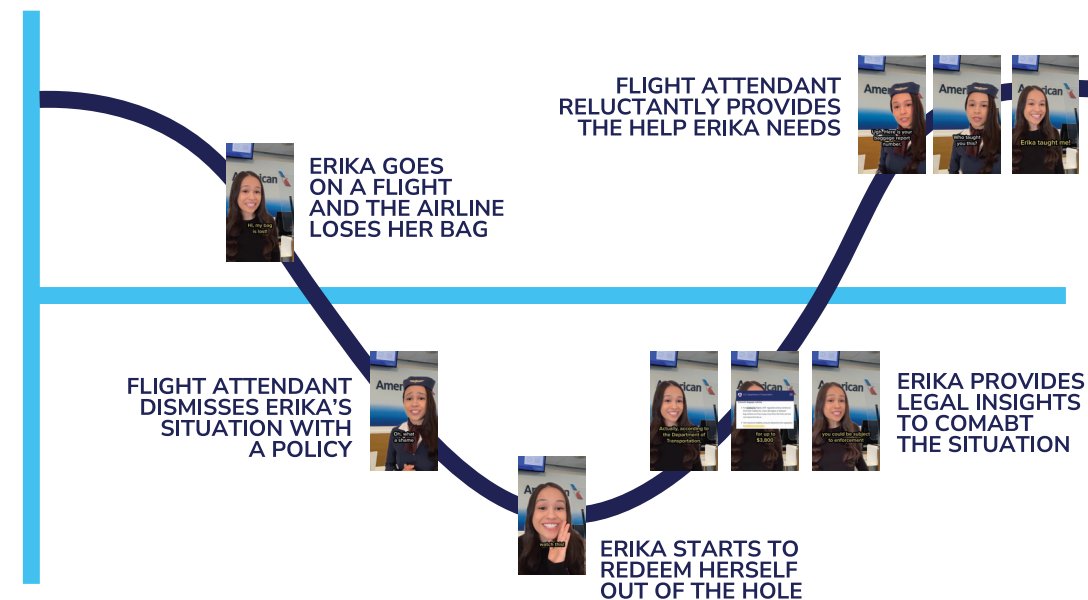 FLIGHT ATTENDANT
RELUCTANTLY PROVIDES
THE HELP ERIKA NEEDS
Ugh. Here is your
baggage report
number.
Who taught
you this?
Erika taught me!
ERIKA GOES
ON A FLIGHT
AND THE AIRLINE
LOSES HER BAG
rican
Hi, my bag
is lost!
FLIGHT ATTENDANT
DISMISSES ERIKA'S
SITUATION WITH
A POLICY
Amer
Oh, what
a shame.
watch this!
ERIKA STARTS TO
REDEEM HERSELF
OUT OF THE HOLE
Actually, according to
the Department of
Transportation,
for up to
$3,800
you could be subject
to enforcement
ERIKA PROVIDES
LEGAL INSIGHTS
TO COMABT
THE SITUATION